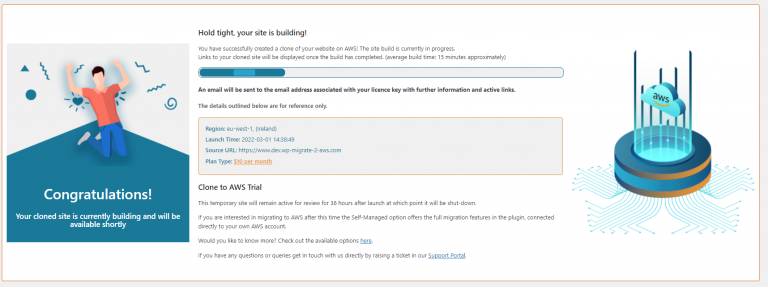 Hold tight, your site is building!
You have successfully created a clone of your website on AWS! The site build is currently in progress.
Links to your cloned site will be displayed once the build has completed. (average build time: 15 minutes approximately)
An email will be sent to the email address associated with your licence key with further information and active links.
The details outlined below are for reference only.
Region: eu-west-1, (Ireland)
Launch Time: 2022-03-01 14:38:49
Source URL: https://www.dev.wp-migrate-2-aws.com
Plan Type: $10 per month
Clone to AWS Trial
This temporary site will remain active for review for 36 hours after launch at which point it will be shut-down.
If you are interested in migrating to AWS after this time the Self-Managed option offers the full migration features in the plugin, connected
directly to your own AWS account.
Would you like to know more? Check out the available options here.
If you have any questions or queries get in touch with us directly by raising a ticket in our Support Portal.
Congratulations!
Your cloned site is currently building and will be
available shortly
aws